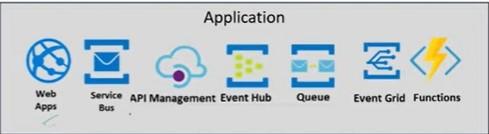 Application
Web
Apps
Service
Bus
API Management
Event Hub
Queue
Event Grid
Functions